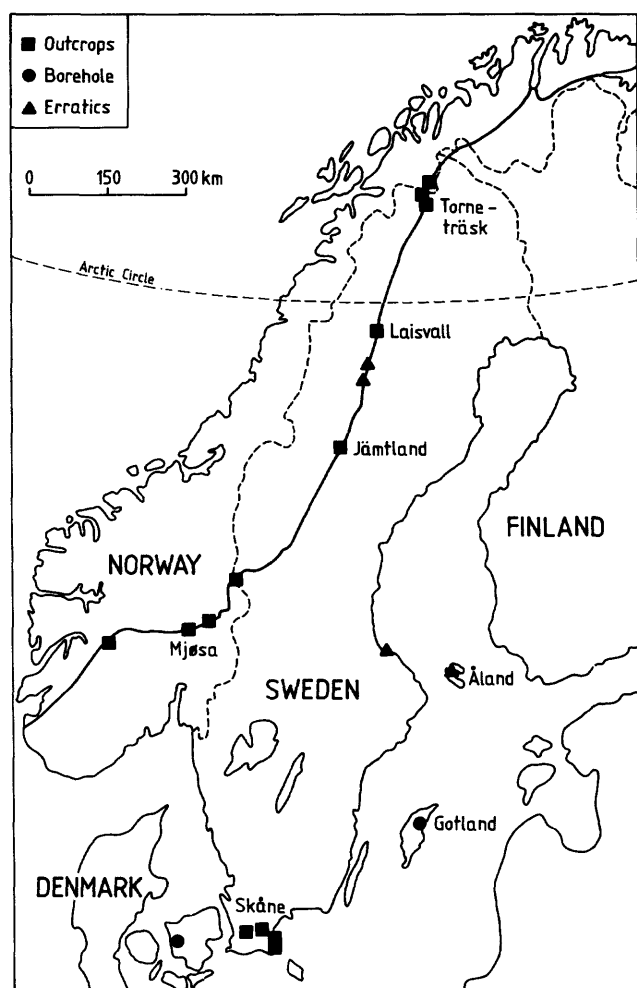 Outcrops
Borehole
Erratics
0 150 300 km
Torne-
träsk
Arctic Circle
Laisvall
Jämtland
FINLAND
NORWAY
Mjøsa
Åland
SWEDEN
Gotland
DENMARK
Skåne